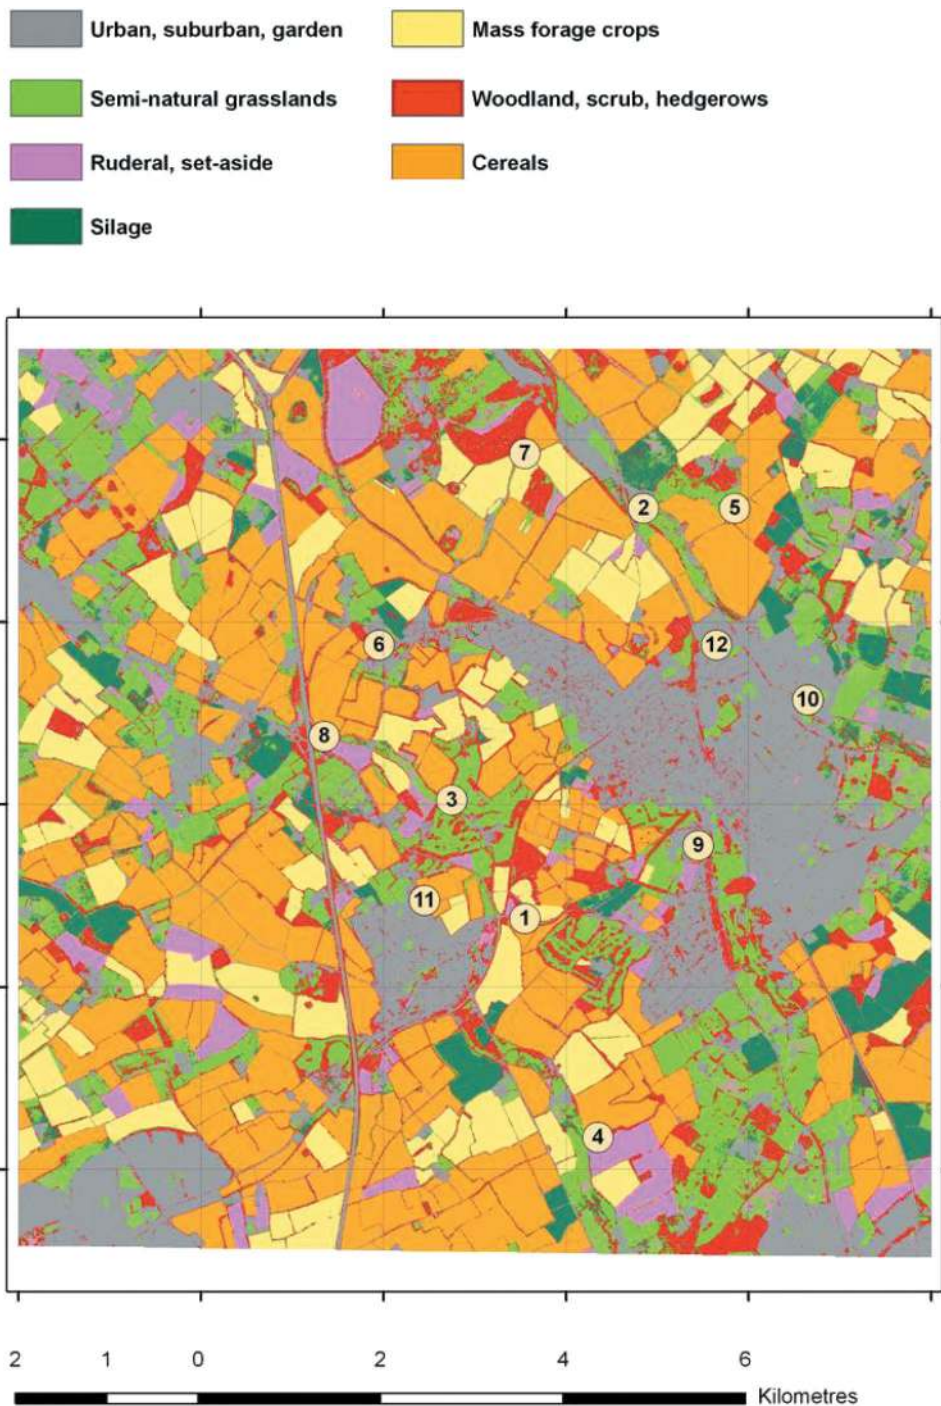 Urban, suburban, garden
Mass forage crops
Semi-natural grasslands
Woodland, scrub, hedgerows
Ruderal, set-aside
Cereals
Silage
7
2
5
6
12
10
8
3
9
11
1
4
2 1 0 2 4 6
Kilometres